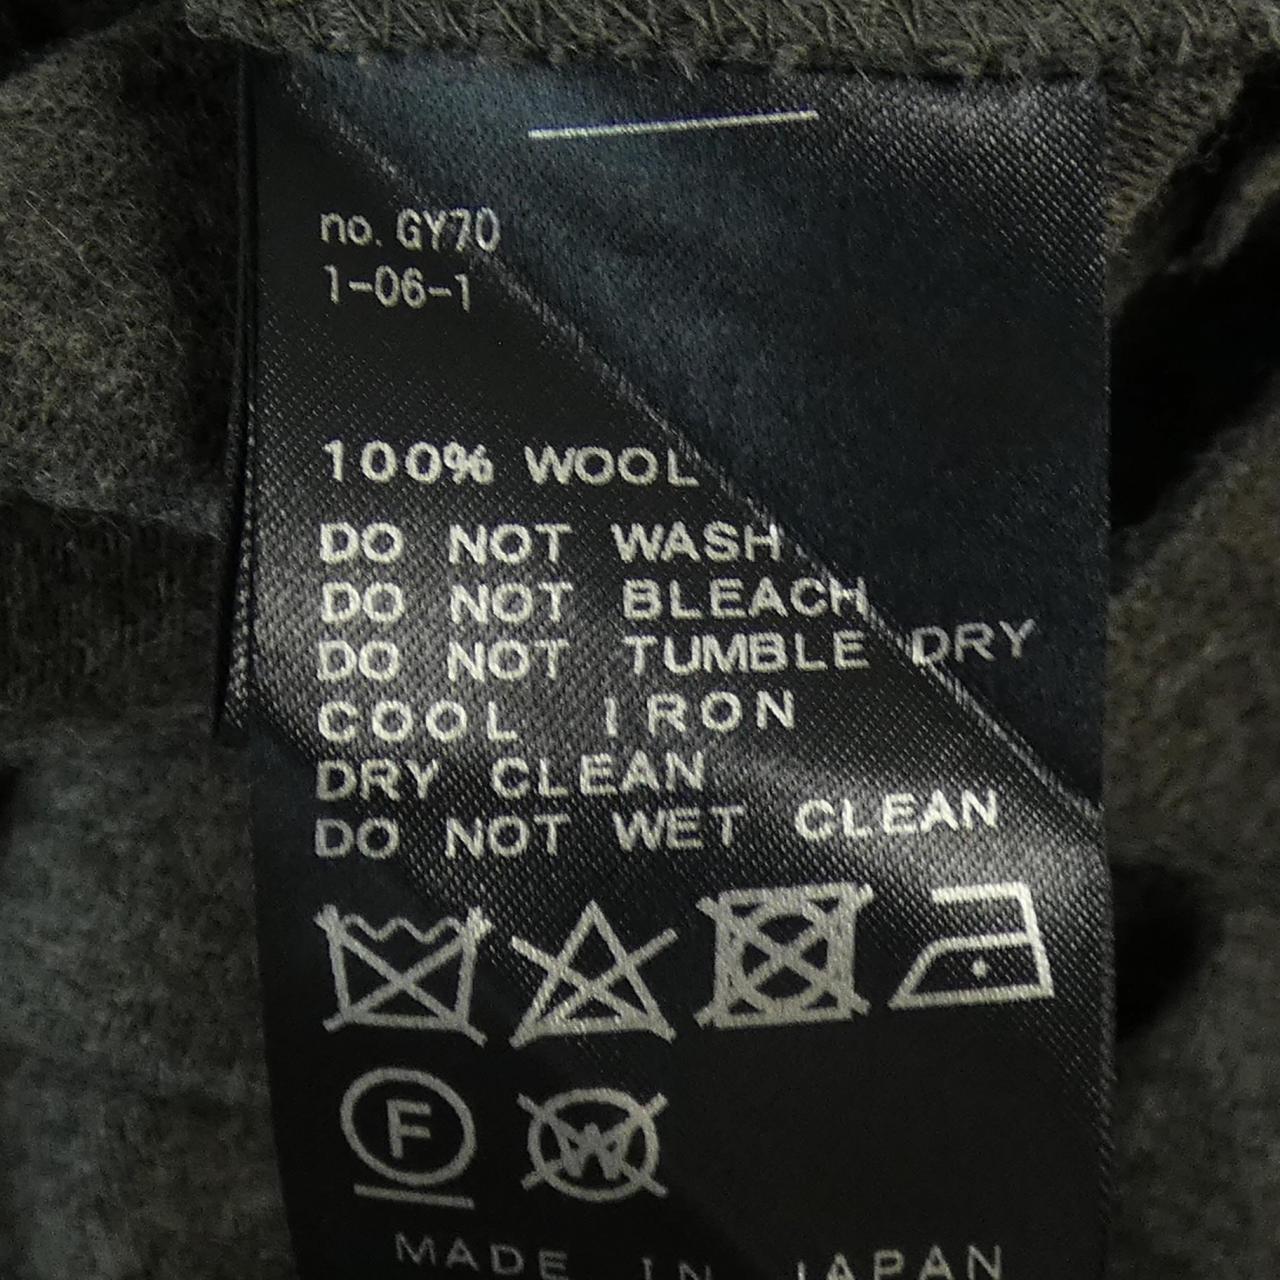 no. GY70
1-06-1
100% WOOL
DO NOT WASH
DO NOT BLEACH
DO NOT TUMBLE DRY
COOL IRON
DRY CLEAN
DO NOT WET CLEAN
F
W
MADE IN JAPAN